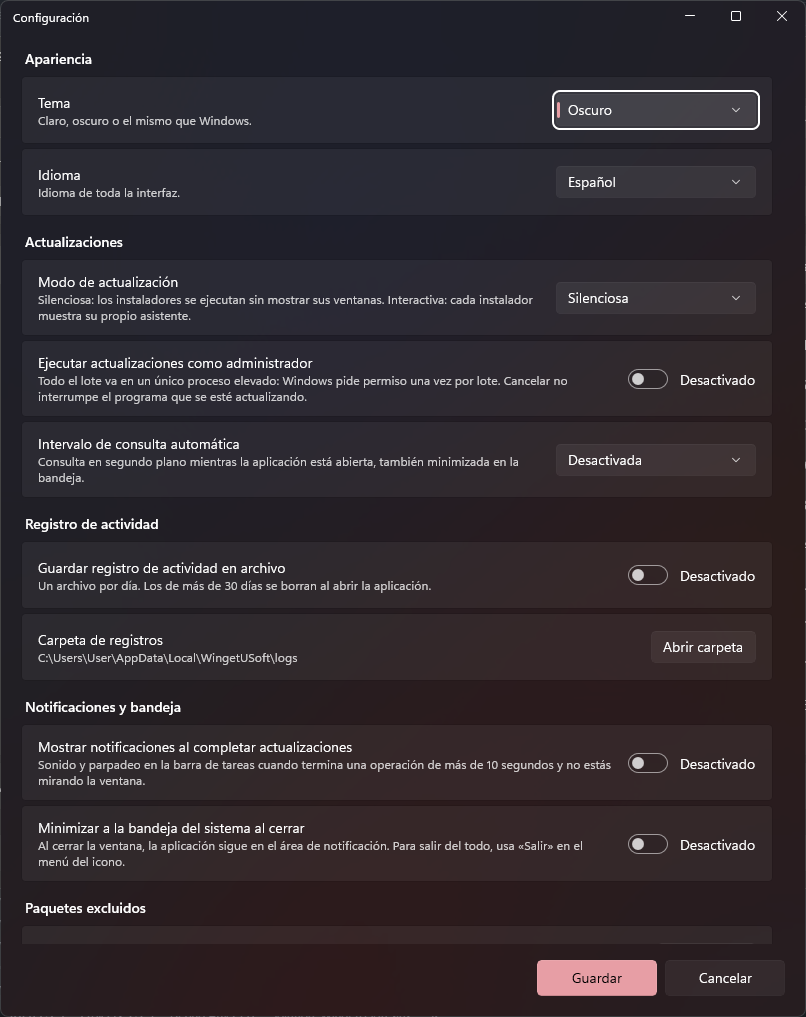 Configuración
Apariencia
Tema
Claro, oscuro o el mismo que Windows.
Oscuro
Idioma
Idioma de toda la interfaz.
Español
Actualizaciones
Modo de actualización
Silenciosa: los instaladores se ejecutan sin mostrar sus ventanas. Interactiva: cada instalador
muestra su propio asistente.
Silenciosa
Ejecutar actualizaciones como administrador
Todo el lote va en un único proceso elevado: Windows pide permiso una vez por lote. Cancelar no
interrumpe el programa que se esté actualizando.
Desactivado
Intervalo de consulta automática
Consulta en segundo plano mientras la aplicación está abierta, también minimizada en la
bandeja.
Desactivada
Registro de actividad
Guardar registro de actividad en archivo
Un archivo por día. Los de más de 30 días se borran al abrir la aplicación.
Desactivado
Carpeta de registros
C:\Users\User\AppData\Local\WingetUSoft\logs
Abrir carpeta
Notificaciones y bandeja
Mostrar notificaciones al completar actualizaciones
Sonido y parpadeo en la barra de tareas cuando termina una operación de más de 10 segundos y no estás
mirando la ventana.
Desactivado
Minimizar a la bandeja del sistema al cerrar
Al cerrar la ventana, la aplicación sigue en el área de notificación. Para salir del todo, usa «Salir» en el
menú del icono.
Desactivado
Paquetes excluidos
Guardar
Cancelar